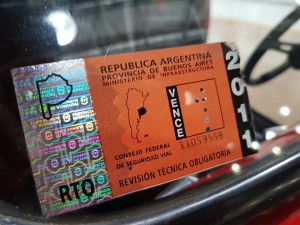 REPUBLICA ARGENTINA
PROVINCIA DE BUENOS AIRES
MINISTERIO DE INFRAESTRUCTURA
2011
VENCE
11059558
CONSEJO FEDERAL
DE SEGURIDAD VIAL
RTO
REVISIÓN TÉCNICA OBLIGATORIA